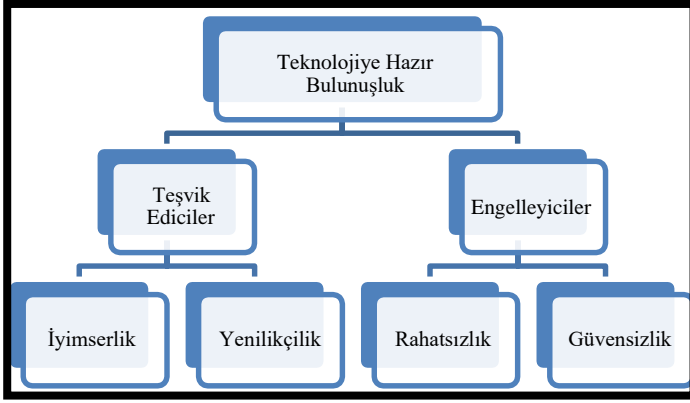 Teknolojiye Hazır
Bulunuşluk
Teşvik
Ediciler
Engelleyiciler
İyimserlik
Yenilikçilik
Rahatsızlık
Güvensizlik